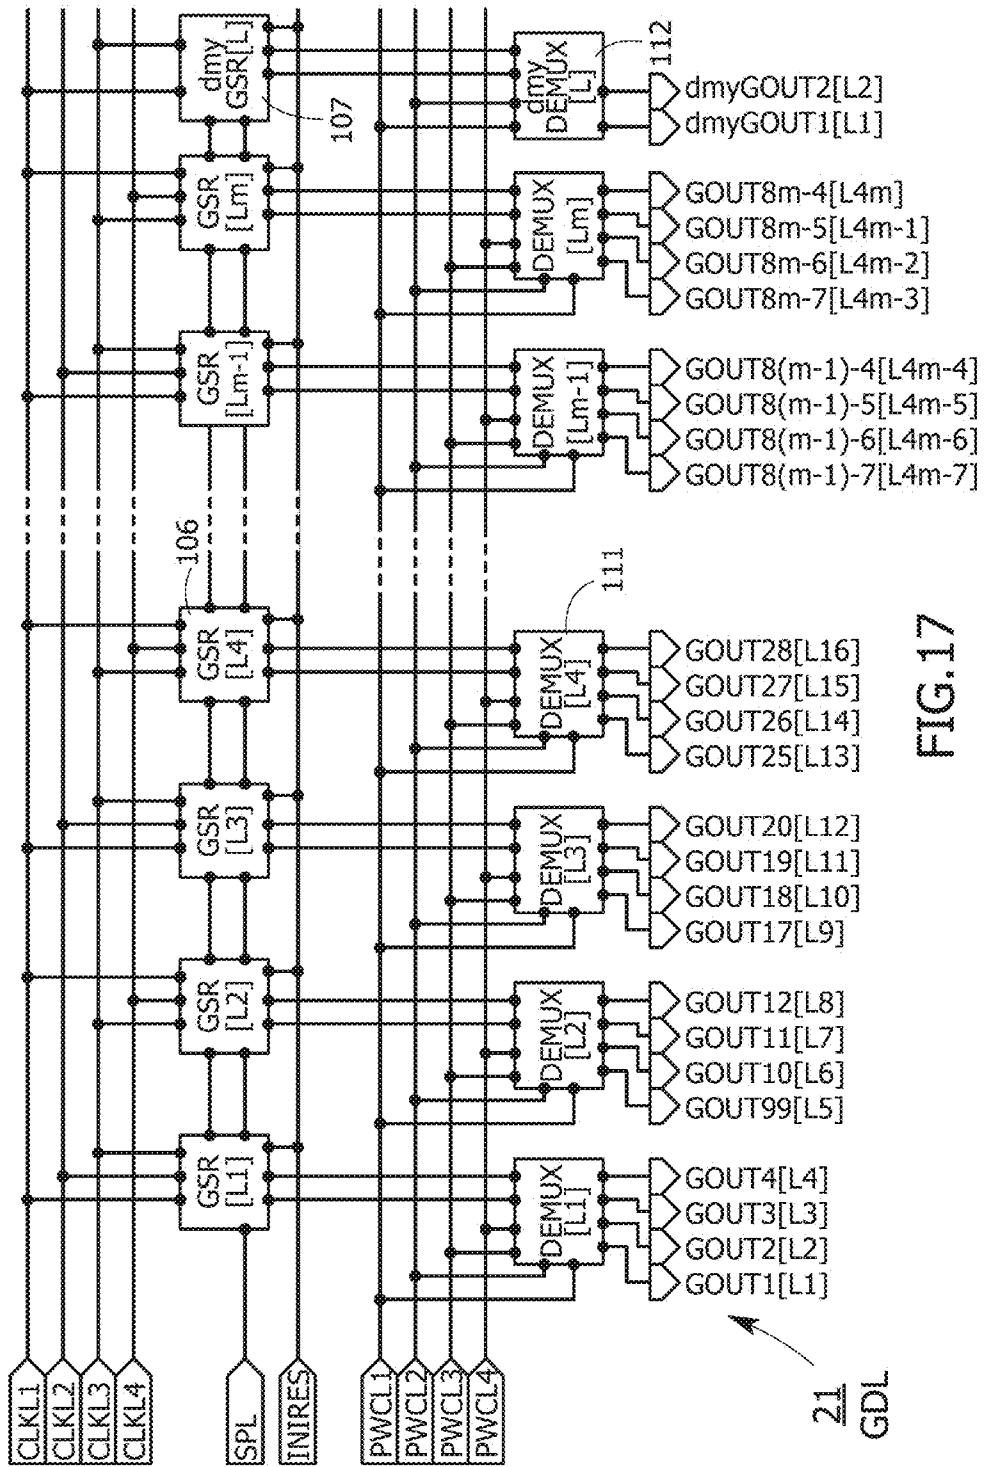 CLKL1
CLKL2
CLKL3
CLKL4
SPL
INIRES
PWCL1
PWCL2
PWCL3
PWCL4
GSR
[L1]
GSR
[L2]
GSR
[L3]
GSR
[L4]
106
GSR
[Lm-1]
GSR
[Lm]
dmy
GSR[L]
107
DEMUX
[L1]
DEMUX
[L2]
DEMUX
[L3]
DEMUX
[L4]
111
DEMUX
[Lm-1]
DEMUX
[Lm]
dmy
DEMUX
[L]
112
dmyGOUT2[L2]
dmyGOUT1[L1]
GOUT8m-4[L4m]
GOUT8m-5[L4m-1]
GOUT8m-6[L4m-2]
GOUT8m-7[L4m-3]
GOUT8(m-1)-4[L4m-4]
GOUT8(m-1)-5[L4m-5]
GOUT8(m-1)-6[L4m-6]
GOUT8(m-1)-7[L4m-7]
GOUT28[L16]
GOUT27[L15]
GOUT26[L14]
GOUT25[L13]
GOUT20[L12]
GOUT19[L11]
GOUT18[L10]
GOUT17[L9]
GOUT12[L8]
GOUT11[L7]
GOUT10[L6]
GOUT99[L5]
GOUT4[L4]
GOUT3[L3]
GOUT2[L2]
GOUT1[L1]
21
GDL
FIG.17